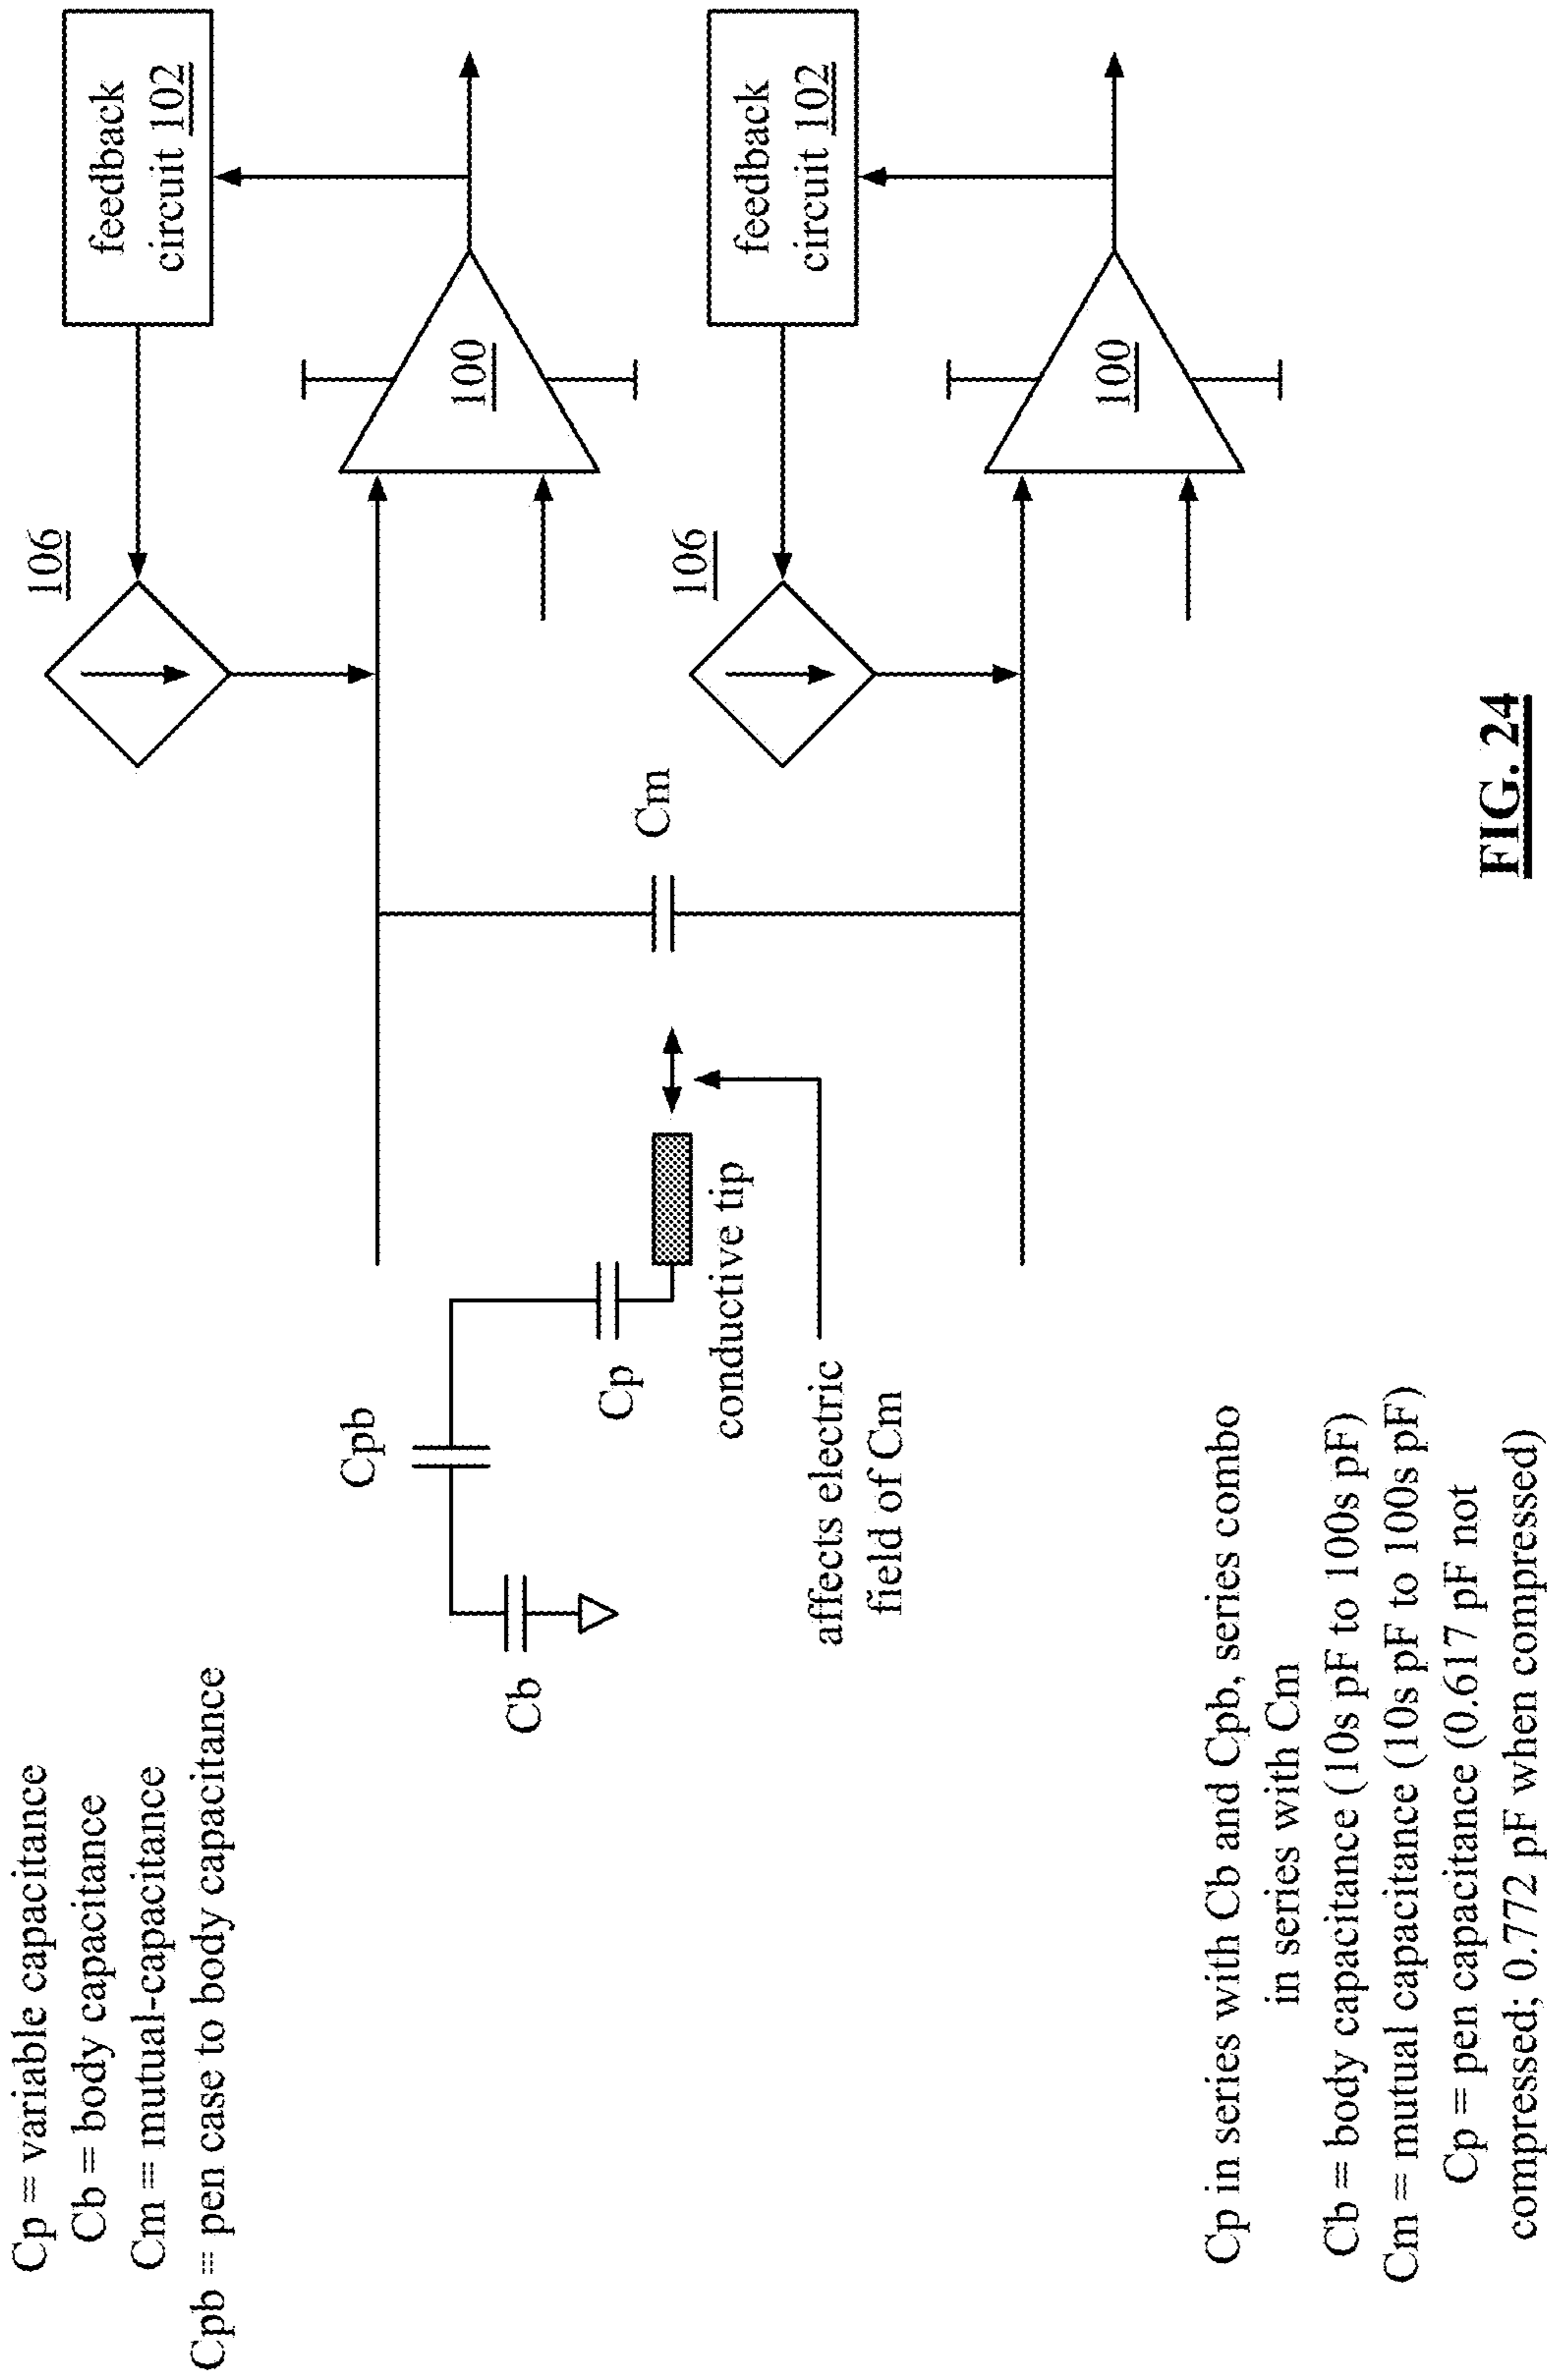 Cp = variable capacitance
Cb = body capacitance
Cm = mutual-capacitance
Cpb = pen case to body capacitance
106
feedback
circuit 102
100
Cpb
Cb
Cp
Cm
conductive tip
affects electric
field of Cm
106
feedback
circuit 102
100
Cp in series with Cb and Cpb, series combo
in series with Cm
Cb = body capacitance (10s pF to 100s pF)
Cm = mutual capacitance (10s pF to 100s pF)
Cp = pen capacitance (0.617 pF not
compressed; 0.772 pF when compressed)
FIG. 24